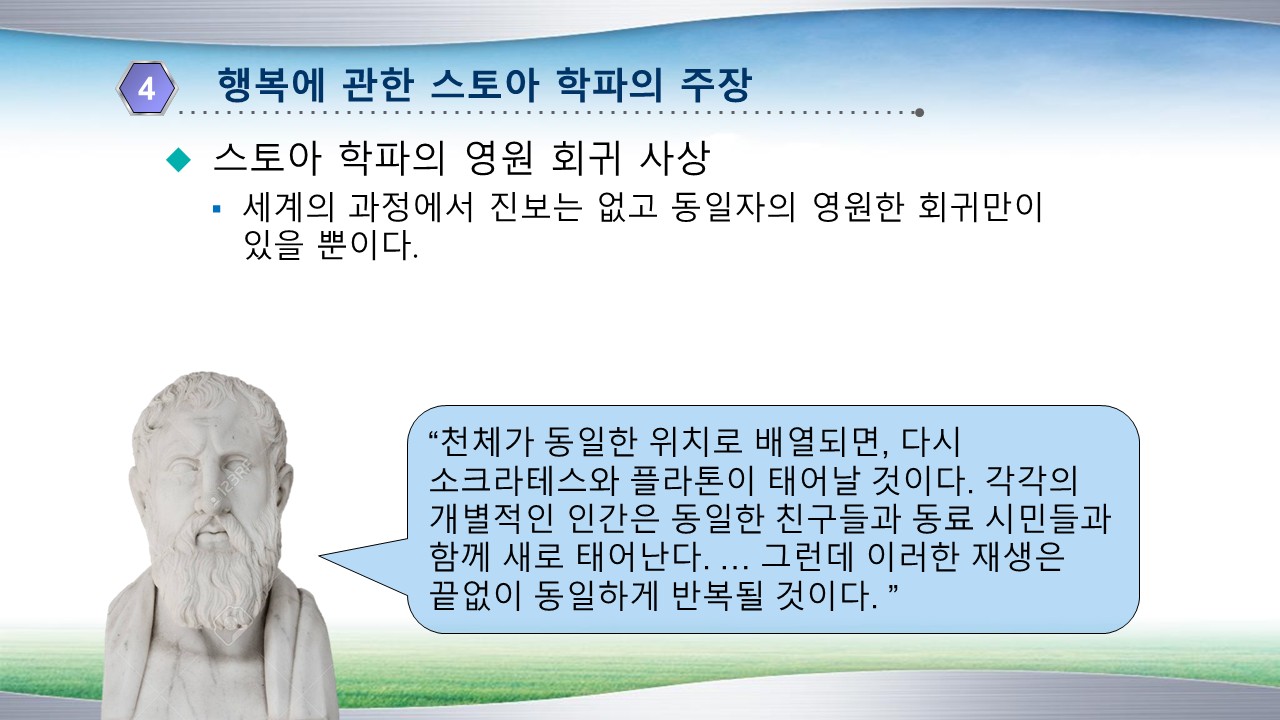 4
행복에 관한 스토아 학파의 주장
스토아 학파의 영원 회귀 사상
세계의 과정에서 진보는 없고 동일자의 영원한 회귀만이
있을 뿐이다.
“천체가 동일한 위치로 배열되면, 다시
소크라테스와 플라톤이 태어날 것이다. 각각의
개별적인 인간은 동일한 친구들과 동료 시민들과
함께 새로 태어난다. … 그런데 이러한 재생은
끝없이 동일하게 반복될 것이다. ”
123RF